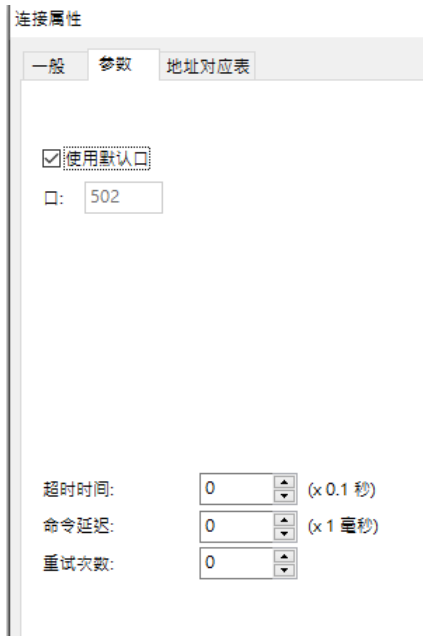 连接属性
一般 参数 地址对应表
使用默认口
口: 502
超时时间: 0 (x 0.1 秒)
命令延迟: 0 (x 1 毫秒)
重试次数: 0